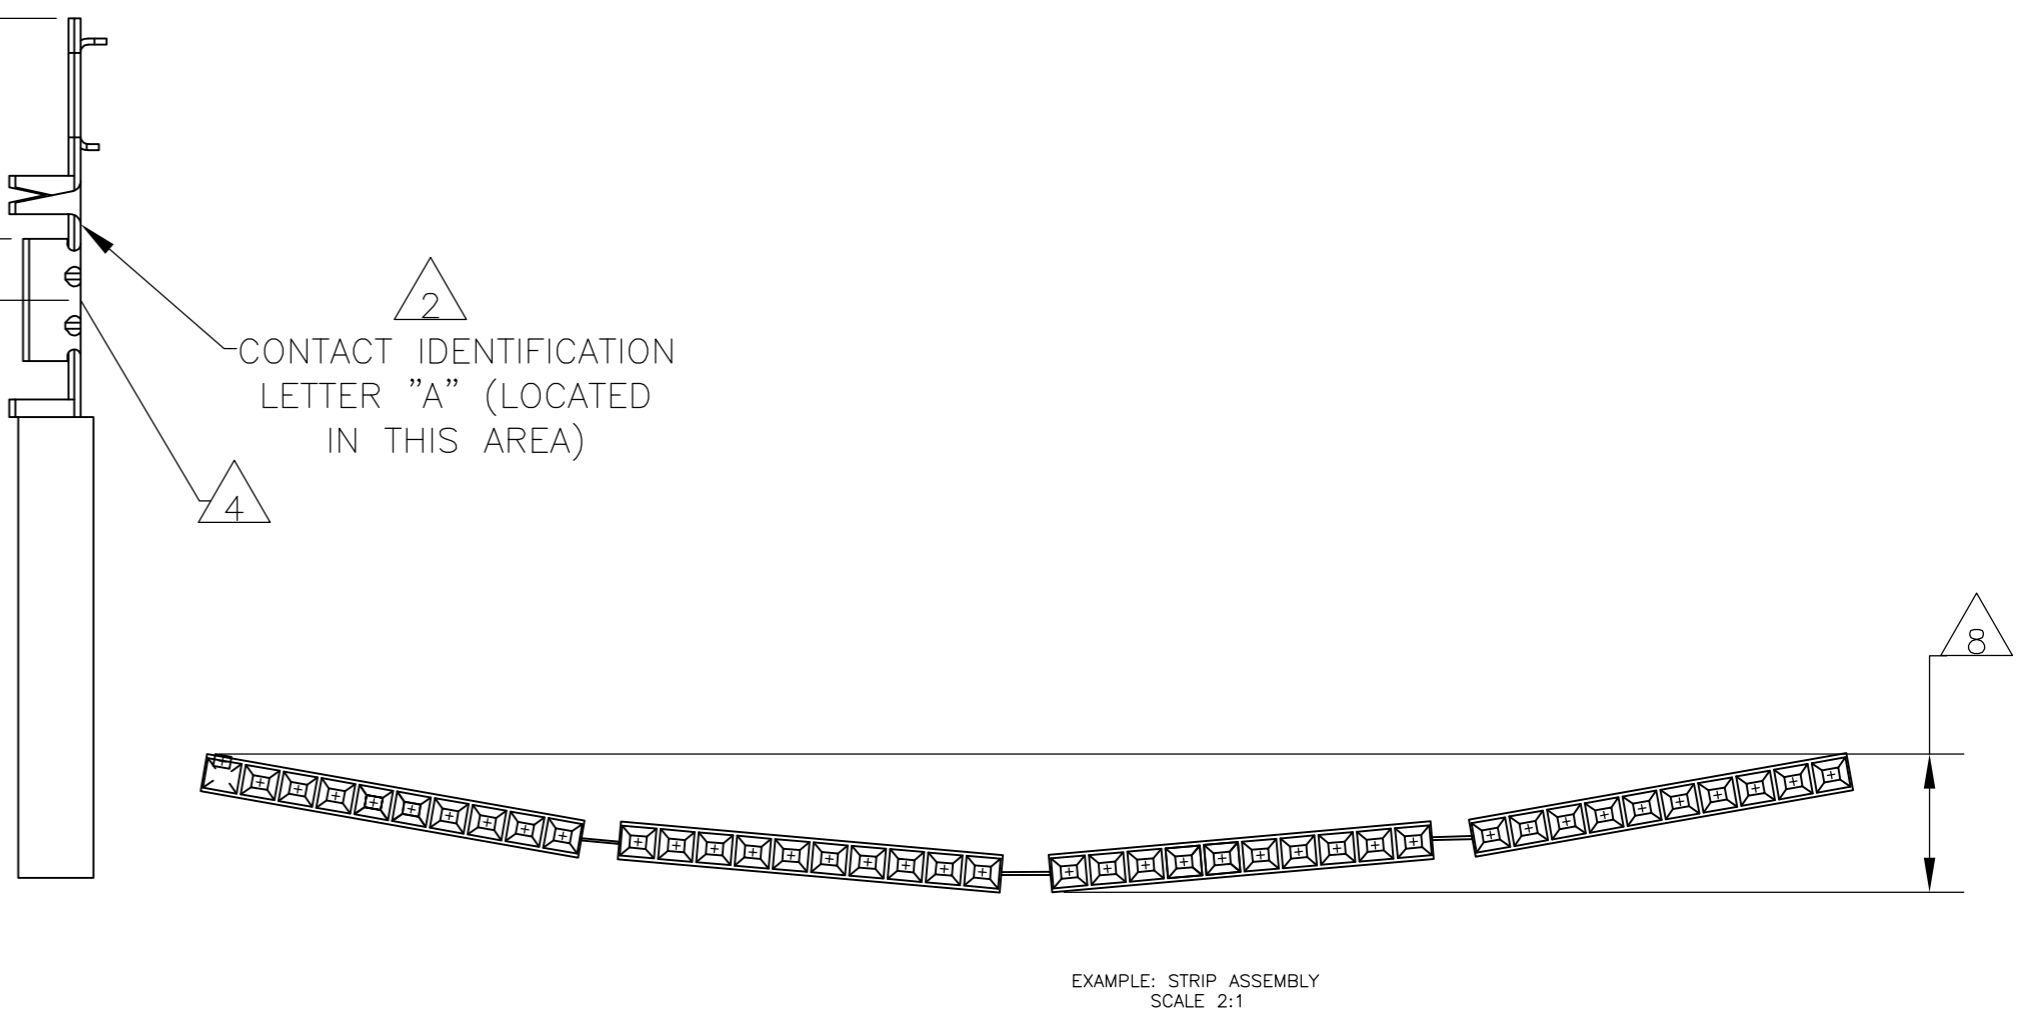 2
CONTACT IDENTIFICATION
LETTER "A" (LOCATED
IN THIS AREA)
4
8
EXAMPLE: STRIP ASSEMBLY
SCALE 2:1